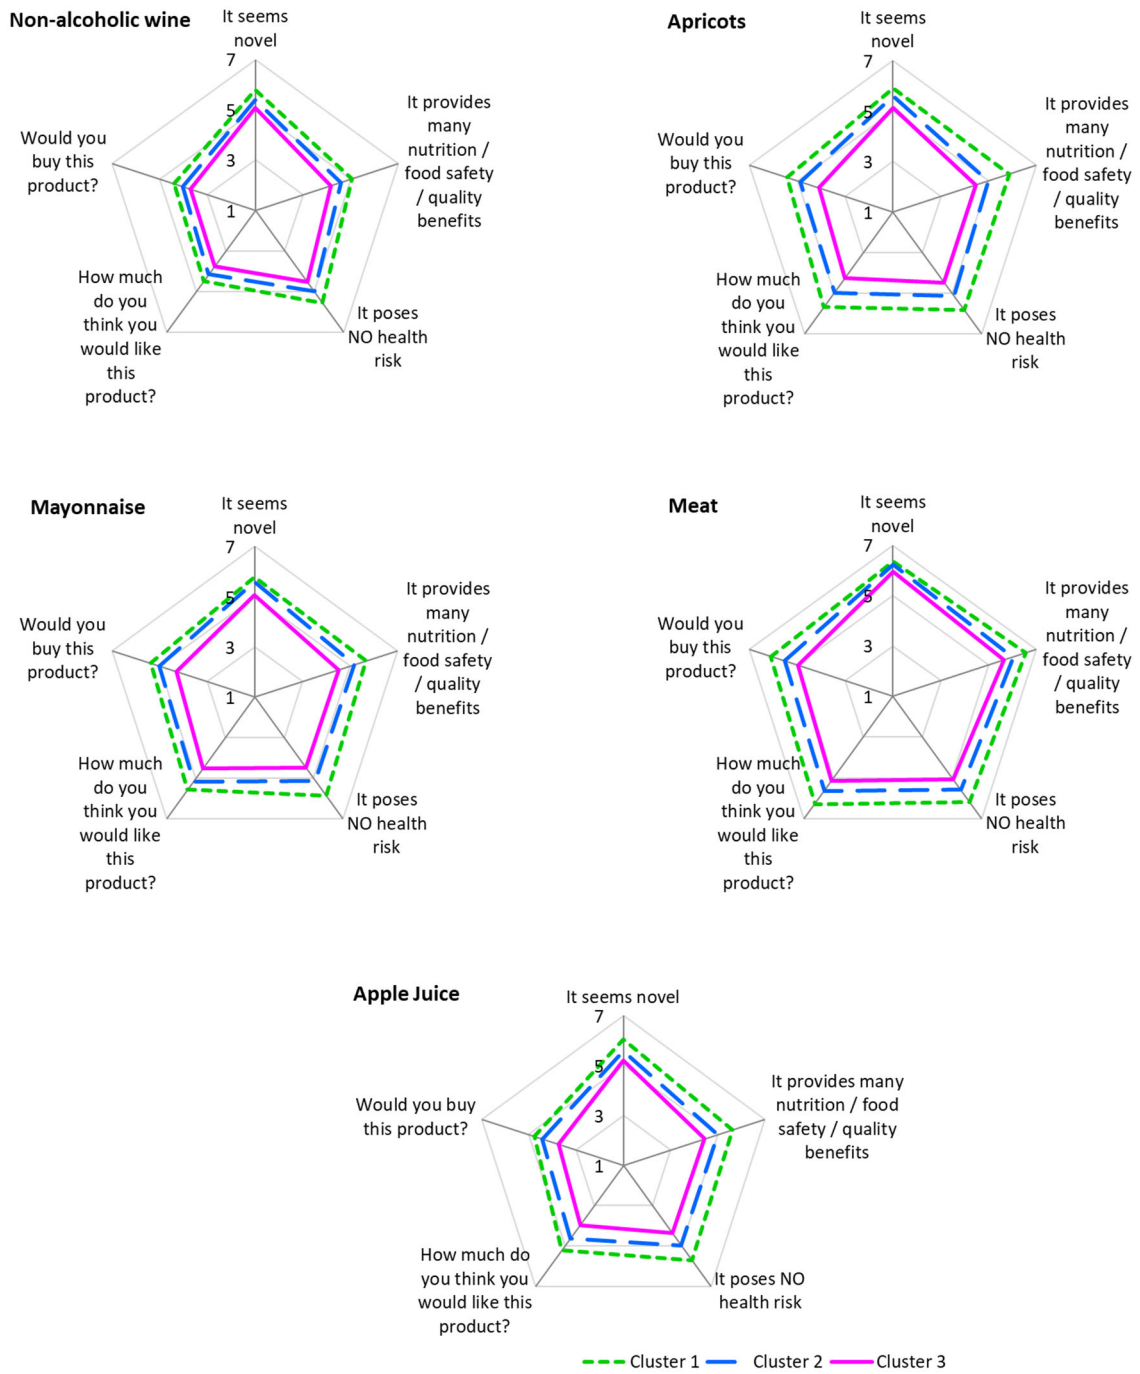 Non-alcoholic wine
It seems
novel
7
5
3
1
It provides
many
nutrition /
food safety
/ quality
benefits
It poses
NO health
risk
How much
do you
think you
would like
this
product?
Would you
buy this
product?
Apricots
It seems
novel
7
5
3
1
It provides
many
nutrition /
food safety
/ quality
benefits
It poses
NO health
risk
How much
do you
think you
would like
this
product?
Would you
buy this
product?
Mayonnaise
It seems
novel
7
5
3
1
It provides
many
nutrition /
food safety
/ quality
benefits
It poses
NO health
risk
How much
do you
think you
would like
this
product?
Would you
buy this
product?
Meat
It seems
novel
7
5
3
1
It provides
many
nutrition /
food safety
/ quality
benefits
It poses
NO health
risk
How much
do you
think you
would like
this
product?
Would you
buy this
product?
Apple Juice
It seems novel
7
5
3
1
It provides many
nutrition / food
safety / quality
benefits
It poses NO
health risk
How much do
you think you
would like this
product?
Would you buy
this product?
Cluster 1 Cluster 2 Cluster 3